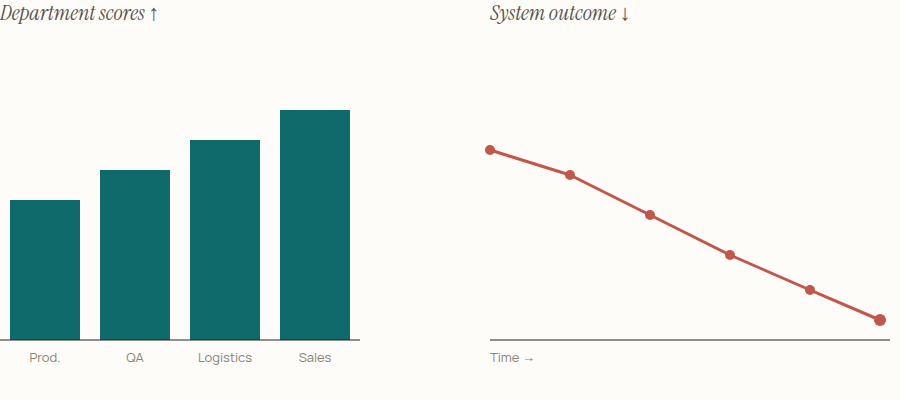 Department scores ↑
Prod.
QA
Logistics
Sales
System outcome ↓
Time →